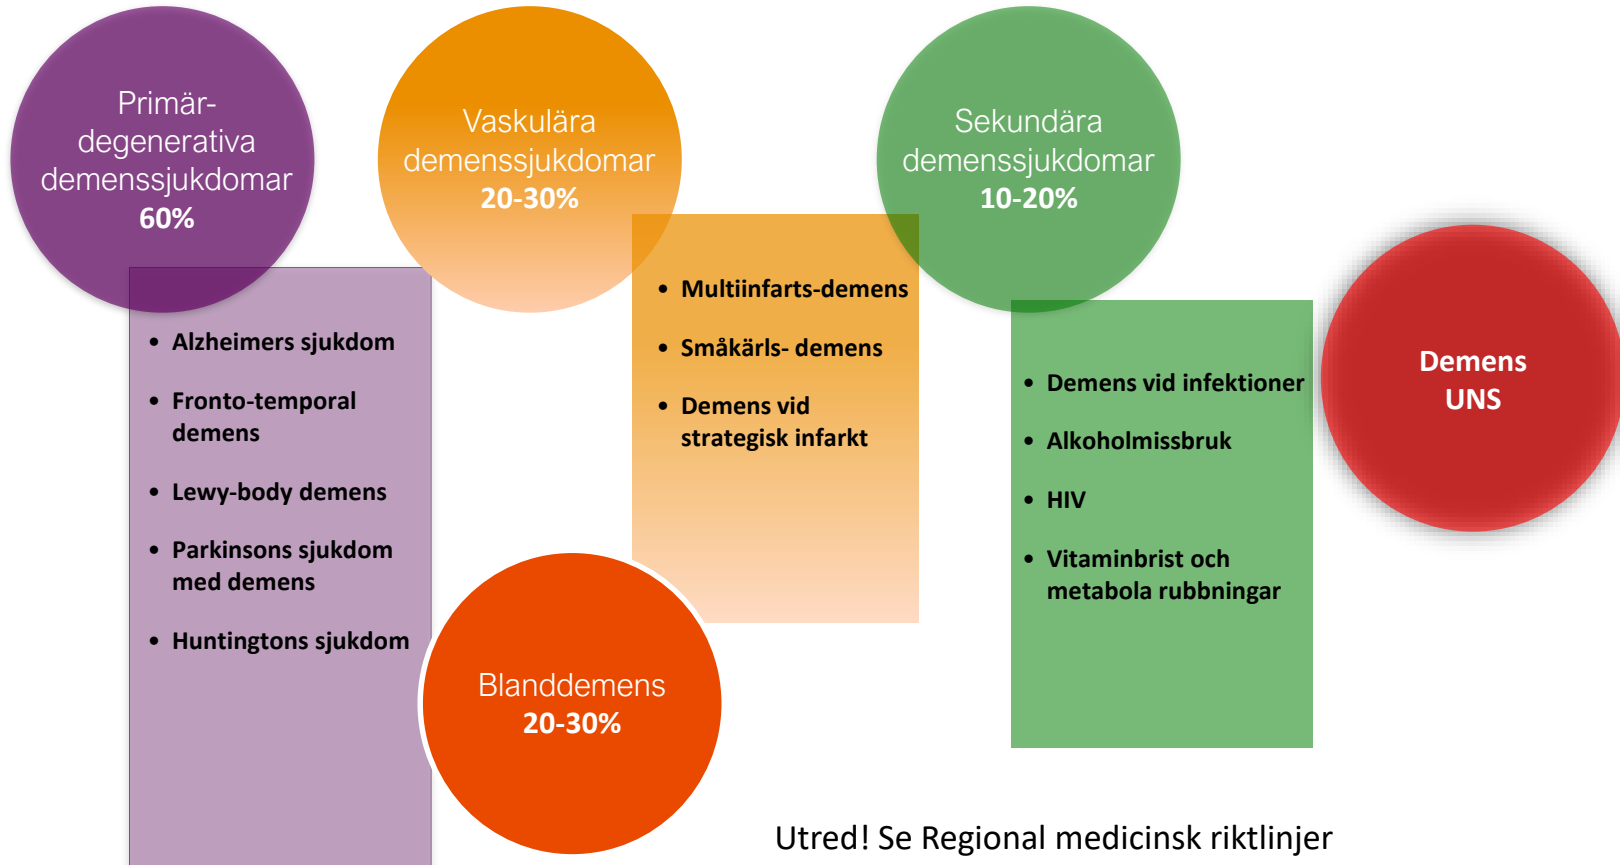 Primär-
degenerativa
demenssjukdomar
60%
• Alzheimers sjukdom
• Fronto-temporal
demens
• Lewy-body demens
• Parkinsons sjukdom
med demens
• Huntingtons sjukdom
Vaskulära
demenssjukdomar
20-30%
• Multiinfarts-demens
• Småkärls- demens
• Demens vid
strategisk infarkt
Blanddemens
20-30%
Sekundära
demenssjukdomar
10-20%
• Demens vid infektioner
• Alkoholmissbruk
• HIV
• Vitaminbrist och
metabola rubbningar
Demens
UNS
Utred! Se Regional medicinsk riktlinjer